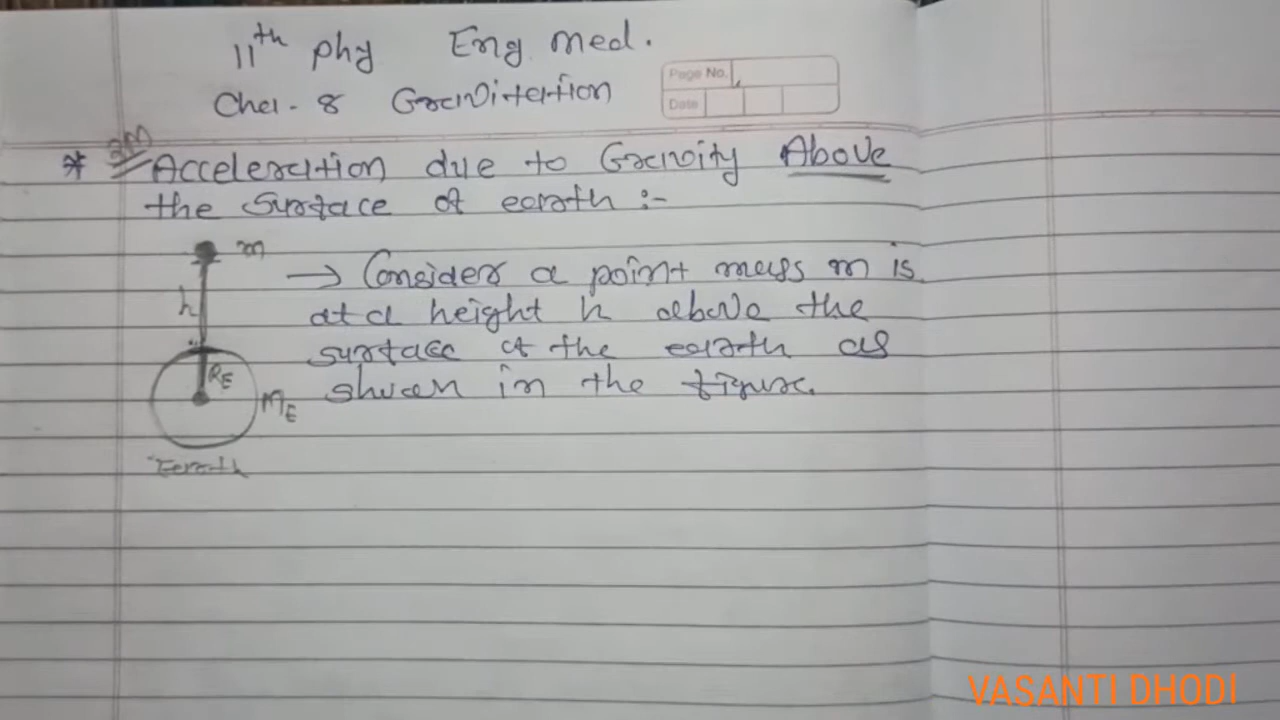 11th phy Eng med.
Cha - 8 Gravitation
Page No.
Date
* 3M Acceleration due to Gravity Above
the surface of earth :-
m
h
RE
ME
Earth
→ Consider a point mass m is
at a height h above the
surface of the earth as
shown in the figure.
VASANTI DHODI